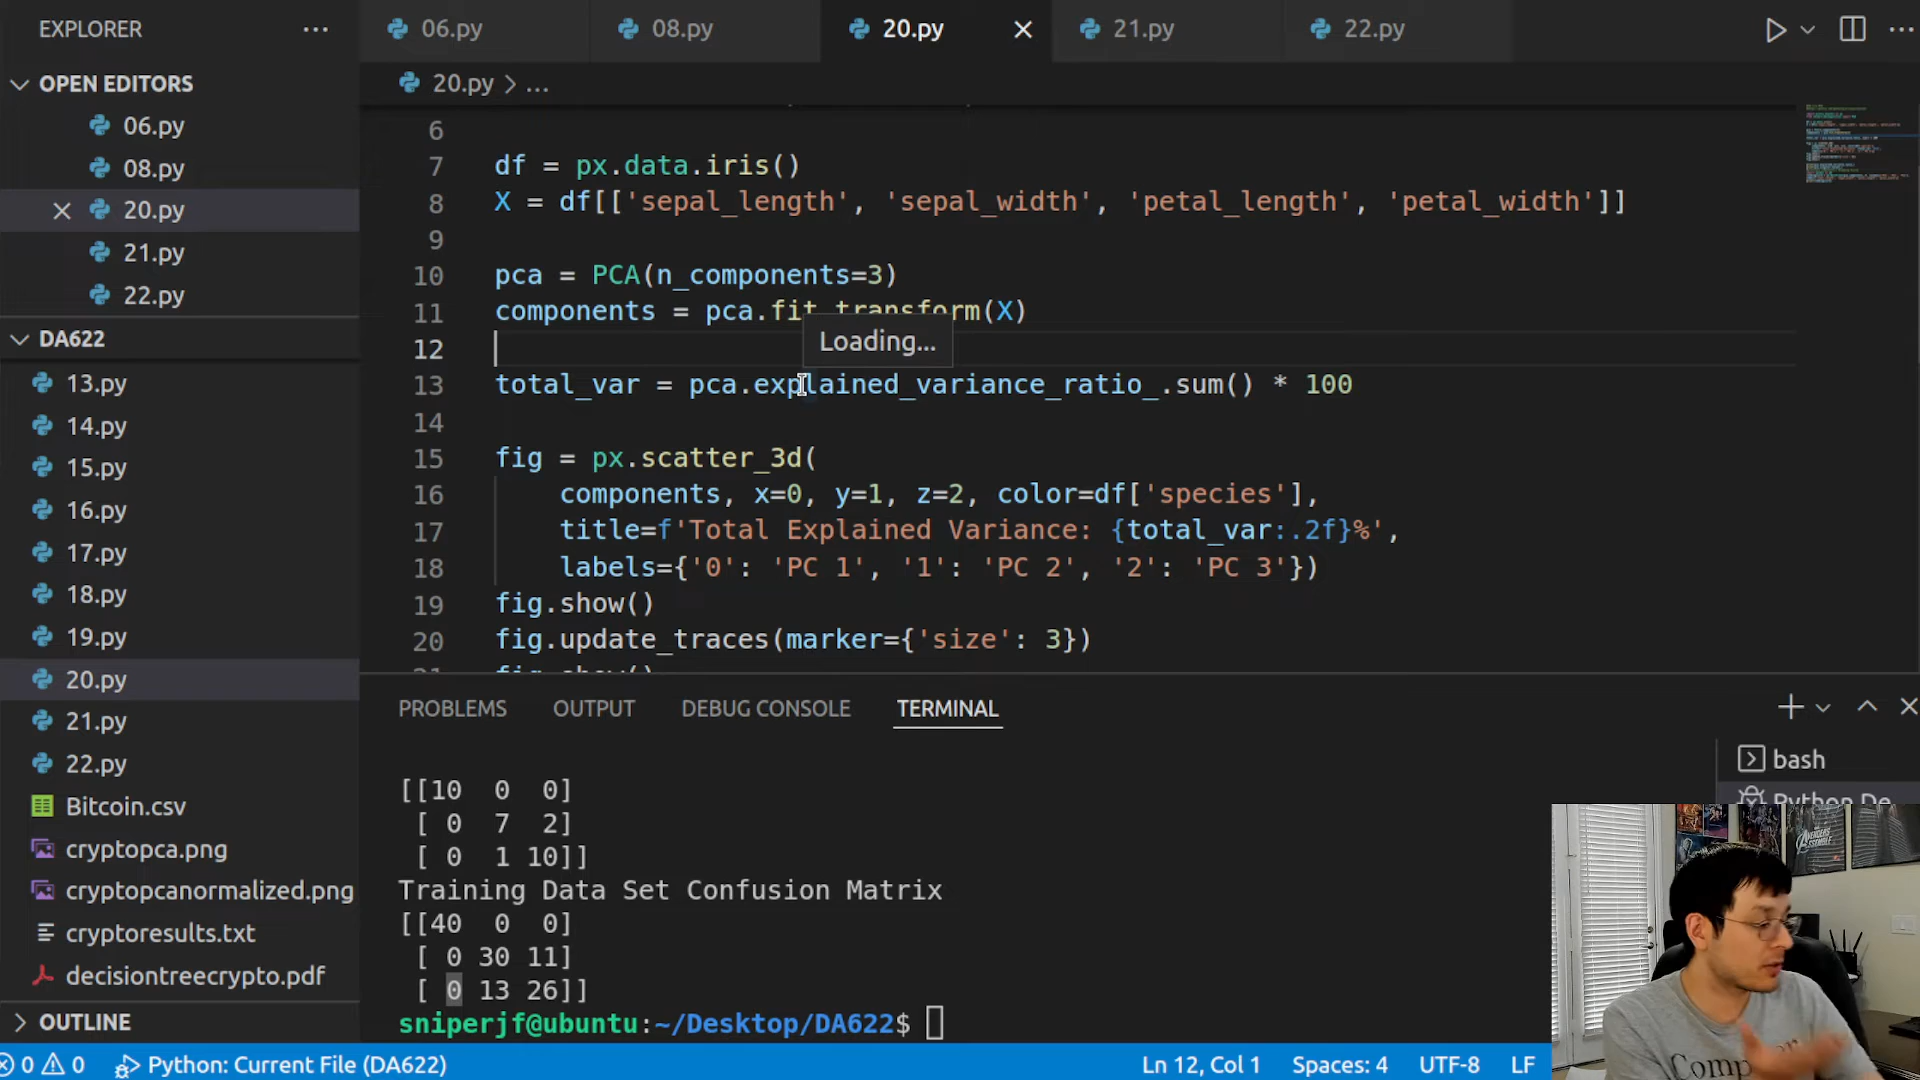 EXPLORER
OPEN EDITORS
06.py
08.py
20.py
21.py
22.py
DA622
13.py
14.py
15.py
16.py
17.py
18.py
19.py
20.py
21.py
22.py
Bitcoin.csv
cryptopca.png
cryptopcanormalized.png
cryptoresults.txt
decisiontreecrypto.pdf
OUTLINE
06.py
08.py
20.py
21.py
22.py
20.py > ...
6
7 df = px.data.iris()
8 X = df[['sepal_length', 'sepal_width', 'petal_length', 'petal_width']]
9
10 pca = PCA(n_components=3)
11 components = pca.fit_transform(X)
12
Loading...
13 total_var = pca.explained_variance_ratio_.sum() * 100
14
15 fig = px.scatter_3d(
16 components, x=0, y=1, z=2, color=df['species'],
17 title=f'Total Explained Variance: {total_var:.2f}%',
18 labels={'0': 'PC 1', '1': 'PC 2', '2': 'PC 3'})
19 fig.show()
20 fig.update_traces(marker={'size': 3})
21 fig.show()
PROBLEMS OUTPUT DEBUG CONSOLE TERMINAL
[[10 0 0]
[ 0 7 2]
[ 0 1 10]]
Training Data Set Confusion Matrix
[[40 0 0]
[ 0 30 11]
[ 0 13 26]]
sniperjf@ubuntu:~/Desktop/DA622$
bash
Python De
AVENGERS
ASSEMBLE
0 0 Python: Current File (DA622) Ln 12, Col 1 Spaces: 4 UTF-8 LF